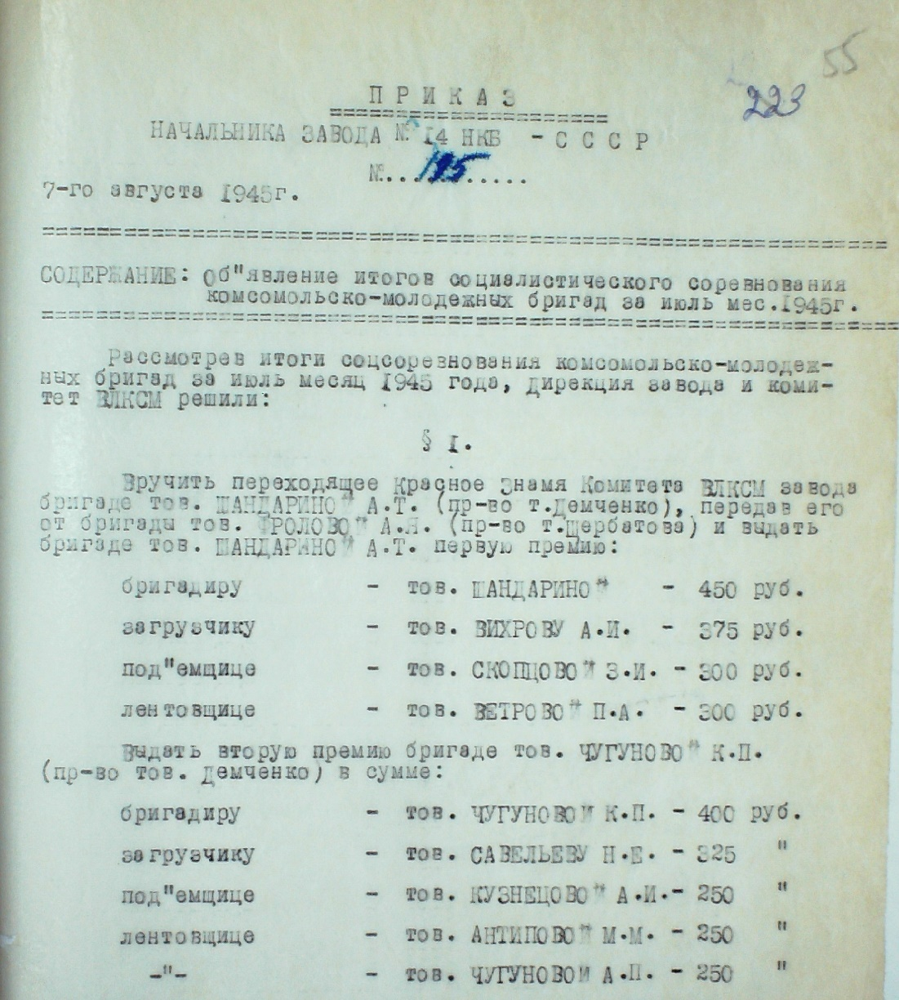 55
223
П Р И К А З
=====================
НАЧАЛЬНИКА ЗАВОДА № 14 НКБ - С С С Р
№...195.....
7-го августа 1945г.
СОДЕРЖАНИЕ: Об"явление итогов социалистического соревнования
комсомольско-молодежных бригад за июль мес.1945г.
Рассмотрев итоги соцсоревнования комсомольско-молодеж-
ных бригад за июль месяц 1945 года, дирекция завода и коми-
тет ВЛКСМ решили:
§ I.
Вручить переходящее Красное Знамя Комитета ВЛКСМ завода
бригаде тов. ШАНДАРИНОЙ А.Т. (пр-во т.Демченко), передав его
от бригады тов. ФРОЛОВОЙ А.Я. (пр-во т.Щербатова) и выдать
бригаде тов. ШАНДАРИНОЙ А.Т. первую премию:
бригадиру - тов. ШАНДАРИНОЙ - 450 руб.
загрузчику - тов. ВИХРОВУ А.И. - 375 руб.
под"емщице - тов. СКОПЦОВОЙ З.И. - 300 руб.
лентовщице - тов. ВЕТРОВОЙ П.А. - 300 руб.
Выдать вторую премию бригаде тов. ЧУГУНОВОЙ К.П.
(пр-во тов. Демченко) в сумме:
бригадиру - тов. ЧУГУНОВОЙ К.П. - 400 руб.
загрузчику - тов. САВЕЛЬЕВУ Н.Е. - 325 "
под"емщице - тов. КУЗНЕЦОВОЙ А.И.- 250 "
лентовщице - тов. АНТИПОВОЙ М.М. - 250 "
-"- - тов. ЧУГУНОВОЙ А.П. - 250 "